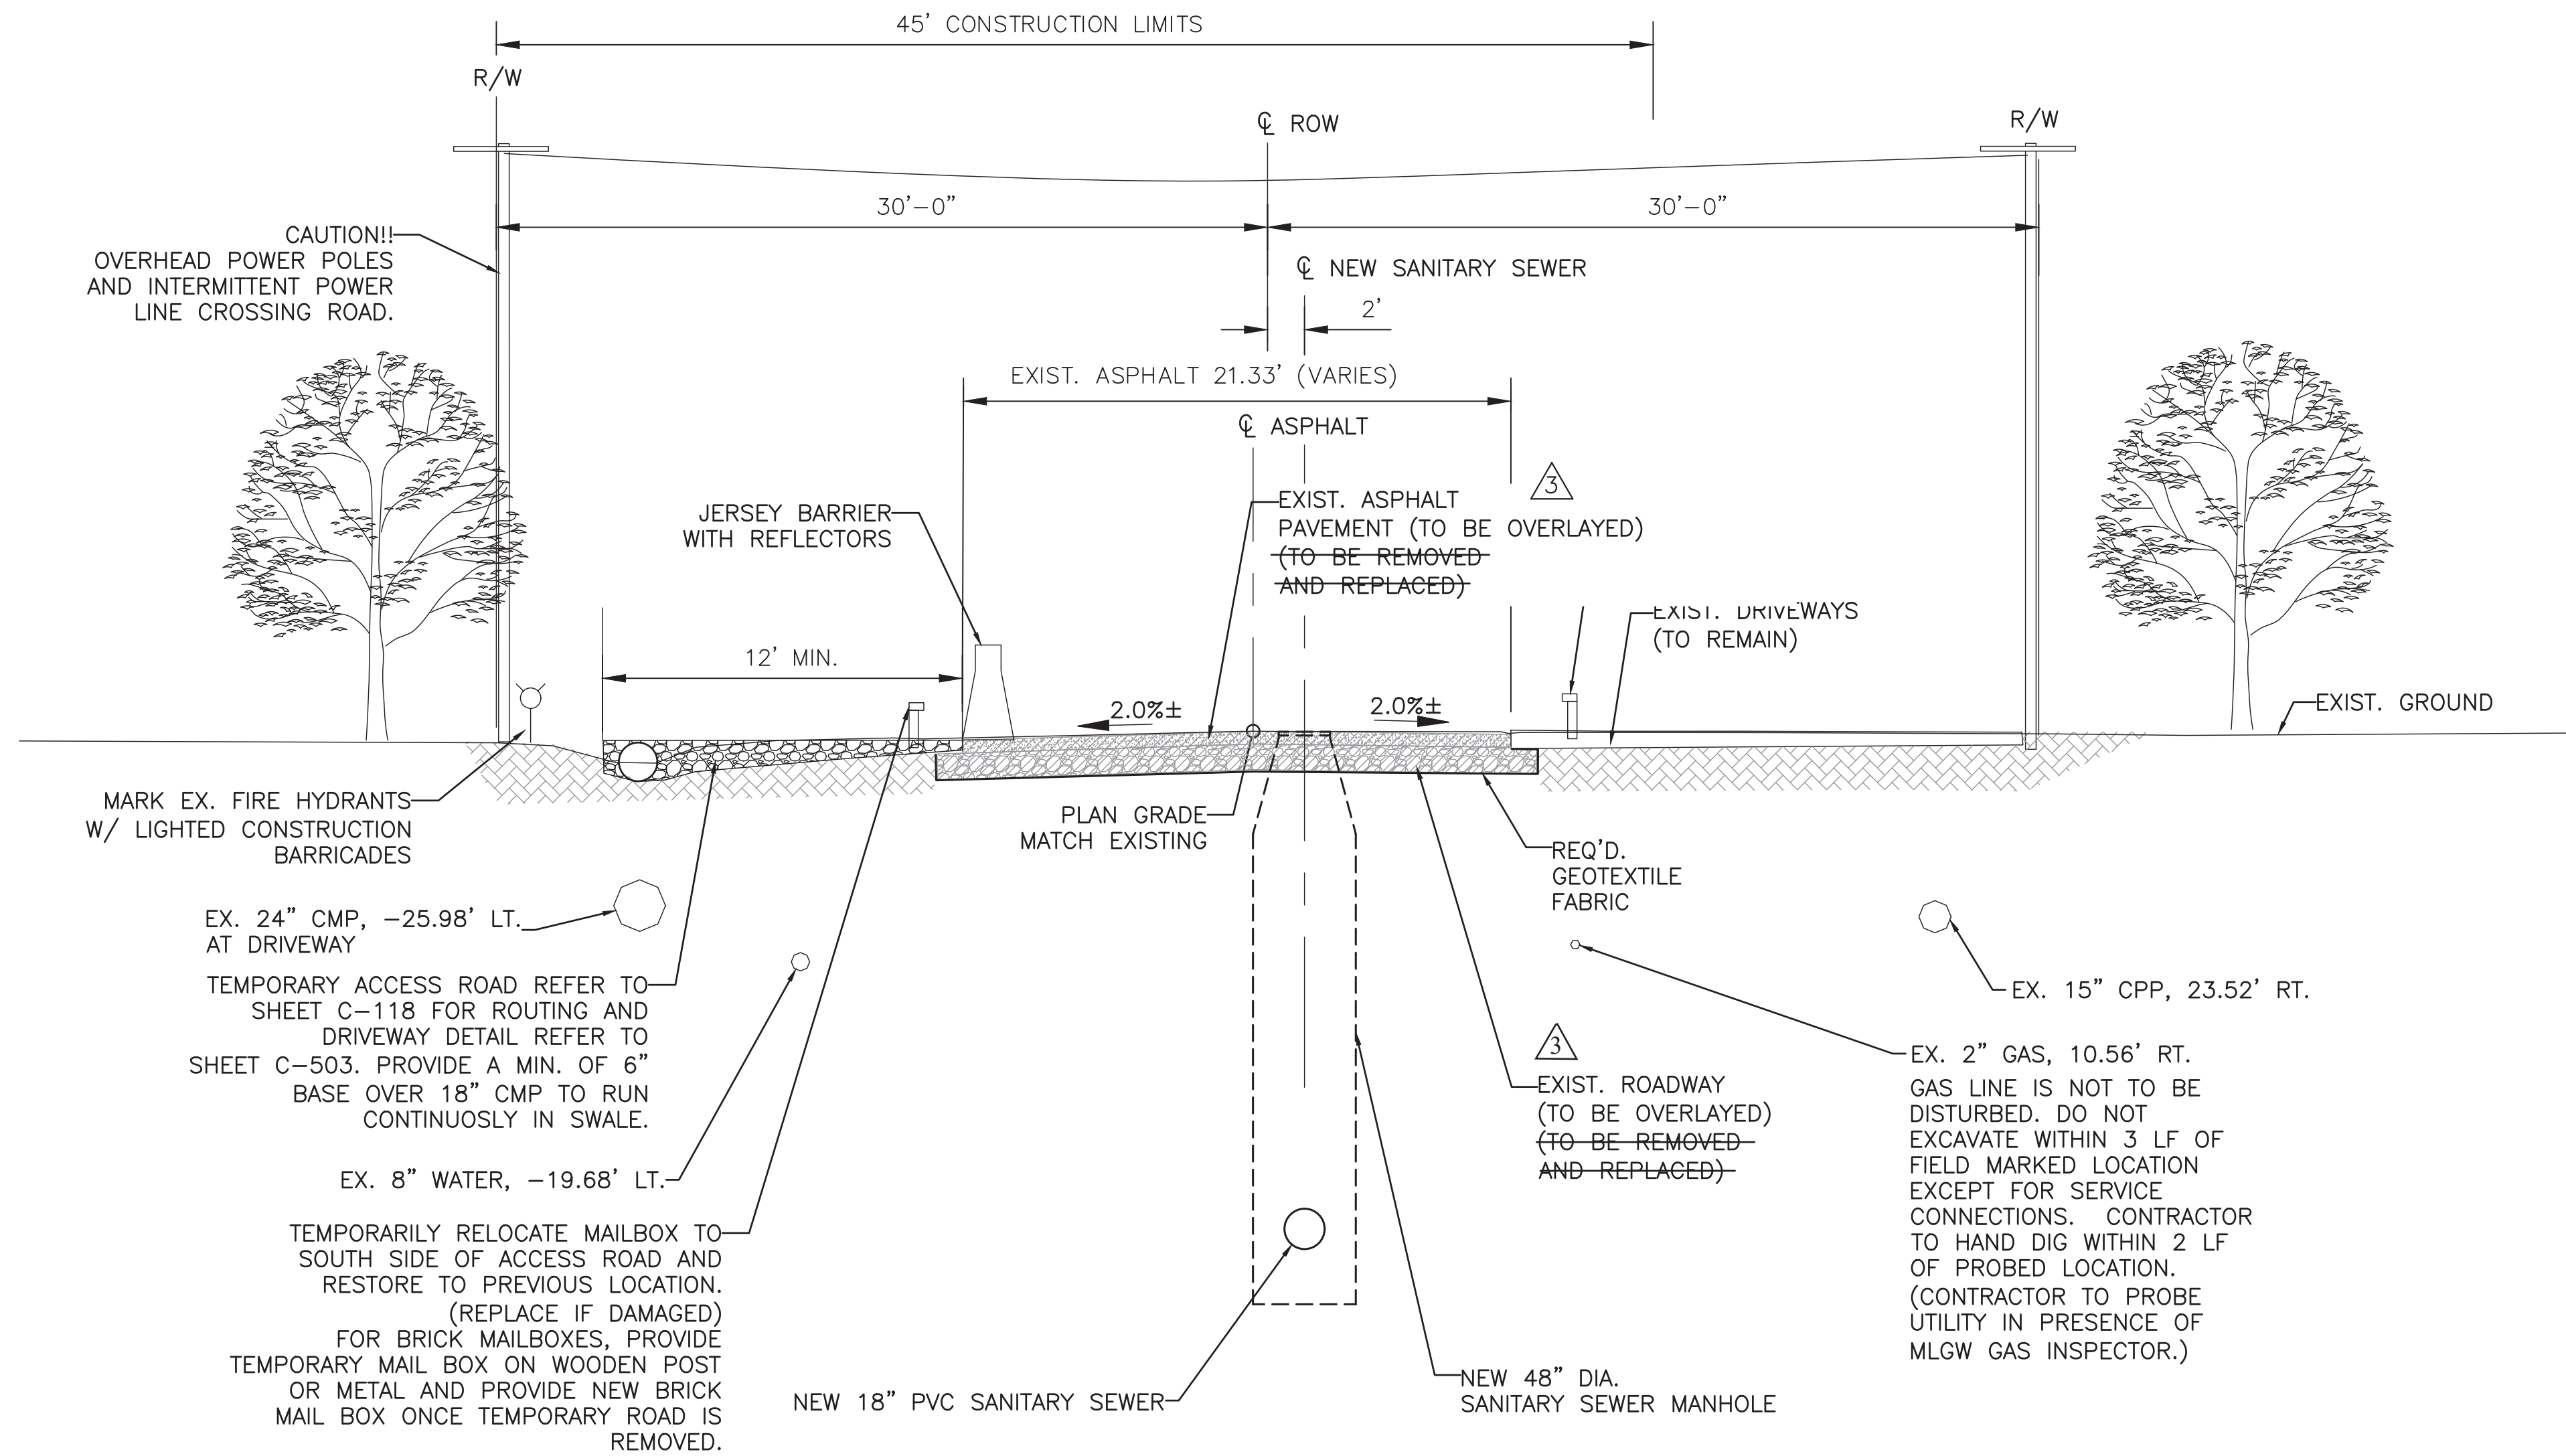 45' CONSTRUCTION LIMITS
R/W
℄ ROW
R/W
30'-0"
30'-0"
CAUTION!!
OVERHEAD POWER POLES
AND INTERMITTENT POWER
LINE CROSSING ROAD.
℄ NEW SANITARY SEWER
2'
EXIST. ASPHALT 21.33' (VARIES)
℄ ASPHALT
3
EXIST. ASPHALT
PAVEMENT (TO BE OVERLAYED)
(TO BE REMOVED
AND REPLACED)
JERSEY BARRIER
WITH REFLECTORS
EXIST. DRIVEWAYS
(TO REMAIN)
12' MIN.
2.0%±
2.0%±
EXIST. GROUND
MARK EX. FIRE HYDRANTS
W/ LIGHTED CONSTRUCTION
BARRICADES
PLAN GRADE
MATCH EXISTING
REQ'D.
GEOTEXTILE
FABRIC
EX. 24" CMP, -25.98' LT.
AT DRIVEWAY
TEMPORARY ACCESS ROAD REFER TO
SHEET C-118 FOR ROUTING AND
DRIVEWAY DETAIL REFER TO
SHEET C-503. PROVIDE A MIN. OF 6"
BASE OVER 18" CMP TO RUN
CONTINUOSLY IN SWALE.
EX. 15" CPP, 23.52' RT.
3
EXIST. ROADWAY
(TO BE OVERLAYED)
(TO BE REMOVED
AND REPLACED)
EX. 2" GAS, 10.56' RT.
GAS LINE IS NOT TO BE
DISTURBED. DO NOT
EXCAVATE WITHIN 3 LF OF
FIELD MARKED LOCATION
EXCEPT FOR SERVICE
CONNECTIONS. CONTRACTOR
TO HAND DIG WITHIN 2 LF
OF PROBED LOCATION.
(CONTRACTOR TO PROBE
UTILITY IN PRESENCE OF
MLGW GAS INSPECTOR.)
EX. 8" WATER, -19.68' LT.
TEMPORARILY RELOCATE MAILBOX TO
SOUTH SIDE OF ACCESS ROAD AND
RESTORE TO PREVIOUS LOCATION.
(REPLACE IF DAMAGED)
FOR BRICK MAILBOXES, PROVIDE
TEMPORARY MAIL BOX ON WOODEN POST
OR METAL AND PROVIDE NEW BRICK
MAIL BOX ONCE TEMPORARY ROAD IS
REMOVED.
NEW 18" PVC SANITARY SEWER
NEW 48" DIA.
SANITARY SEWER MANHOLE